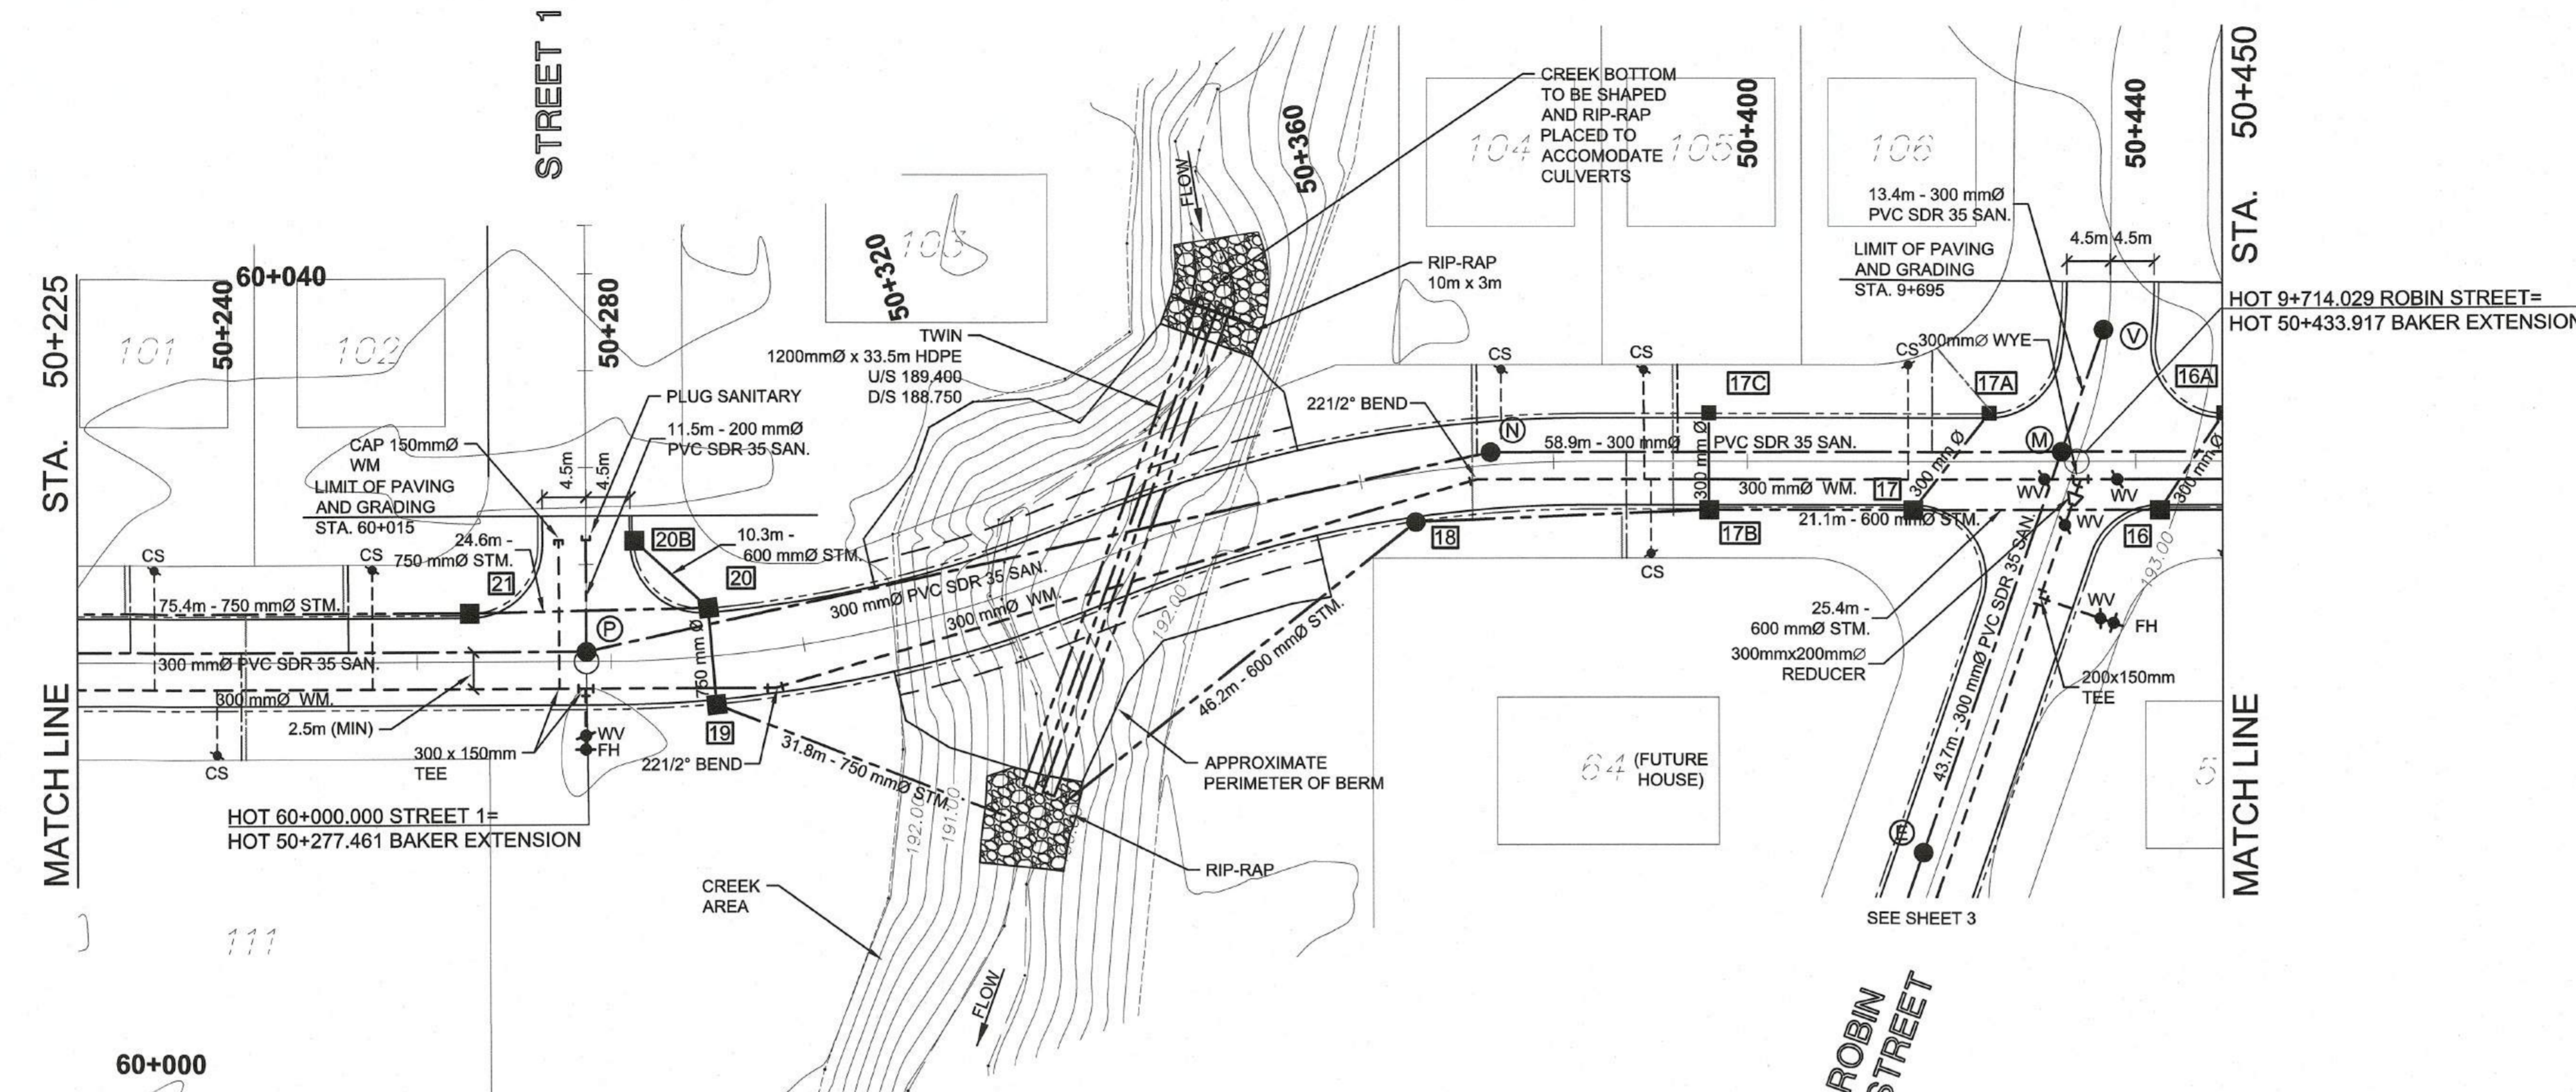 STREET 1
MATCH LINE STA. 50+225
101
50+240
60+040
102
50+280
50+320
103
FLOW
50+360
CREEK BOTTOM
TO BE SHAPED
AND RIP-RAP
PLACED TO
ACCOMODATE
CULVERTS
104
105
50+400
106
50+440
MATCH LINE STA. 50+450
13.4m - 300 mmØ
PVC SDR 35 SAN.
LIMIT OF PAVING
AND GRADING
STA. 9+695
4.5m 4.5m
HOT 9+714.029 ROBIN STREET=
HOT 50+433.917 BAKER EXTENSION
RIP-RAP
10m x 3m
TWIN
1200mmØ x 33.5m HDPE
U/S 189.400
D/S 188.750
PLUG SANITARY
11.5m - 200 mmØ
PVC SDR 35 SAN.
CAP 150mmØ
WM
LIMIT OF PAVING
AND GRADING
STA. 60+015
4.5m
4.5m
24.6m -
750 mmØ STM.
21
20B
10.3m -
600 mmØ STM.
20
CS
CS
75.4m - 750 mmØ STM.
P
300 mmØ PVC SDR 35 SAN.
300 mmØ WM.
2.5m (MIN)
CS
300 x 150mm
TEE
WV
FH
750 mmØ
19
221/2° BEND
31.8m - 750 mmØ STM.
HOT 60+000.000 STREET 1=
HOT 50+277.461 BAKER EXTENSION
300 mmØ PVC SDR 35 SAN.
300 mmØ WM.
192.00
46.2m - 600 mmØ STM.
221/2° BEND
N
CS
CS
CS
58.9m - 300 mmØ PVC SDR 35 SAN.
17C
300mmØ WYE
17A
V
16A
M
300 mmØ
300 mmØ WM.
17
300 mmØ
300 mmØ
WV
WV
WV
18
17B
21.1m - 600 mmØ STM.
16
CS
193.00
25.4m -
600 mmØ STM.
300mmx200mmØ
REDUCER
43.7m - 300 mmØ PVC SDR 35 SAN.
WV
FH
200x150mm
TEE
APPROXIMATE
PERIMETER OF BERM
64 (FUTURE
HOUSE)
5
192.00
191.00
RIP-RAP
CREEK
AREA
E
SEE SHEET 3
111
FLOW
60+000
ROBIN
STREET